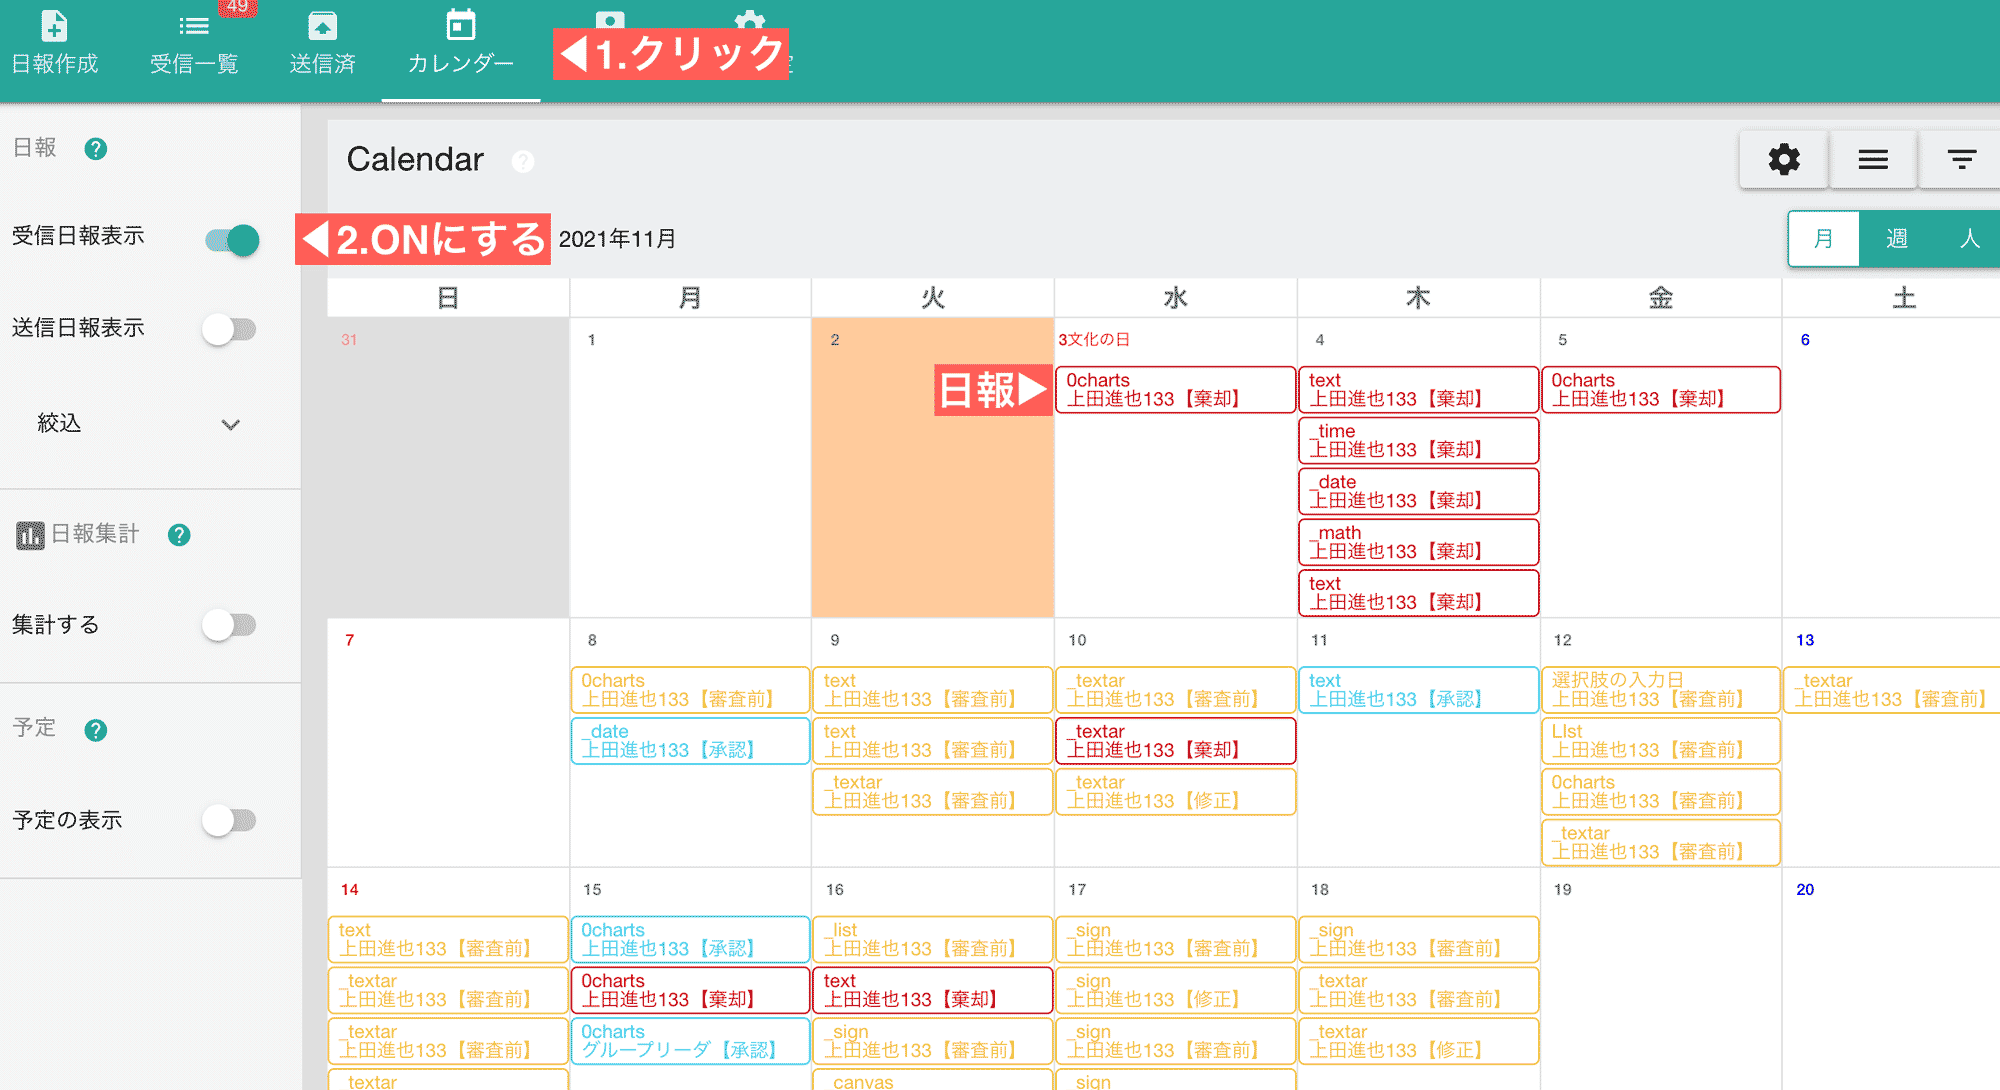 49
日報作成
受信一覧
送信済
カレンダー
◀1.クリック
日報 ?
Calendar ?
受信日報表示
◀2.ONにする
2021年11月
月 週 人
送信日報表示
絞込
日報集計 ?
集計する
予定 ?
予定の表示
日 月 火 水 木 金 土
31 1 2 3文化の日 4 5 6
日報▶
0charts
上田進也133【棄却】
text
上田進也133【棄却】
_time
上田進也133【棄却】
_date
上田進也133【棄却】
_math
上田進也133【棄却】
text
上田進也133【棄却】
0charts
上田進也133【棄却】
7 8 9 10 11 12 13
0charts
上田進也133【審査前】
_date
上田進也133【承認】
text
上田進也133【審査前】
text
上田進也133【審査前】
_textar
上田進也133【審査前】
_textar
上田進也133【審査前】
_textar
上田進也133【棄却】
_textar
上田進也133【修正】
text
上田進也133【承認】
選択肢の入力日
上田進也133【審査前】
LIst
上田進也133【審査前】
0charts
上田進也133【審査前】
_textar
上田進也133【審査前】
_textar
上田進也133【審査前】
14 15 16 17 18 19 20
text
上田進也133【審査前】
_textar
上田進也133【審査前】
_textar
上田進也133【審査前】
textar
0charts
上田進也133【承認】
0charts
上田進也133【棄却】
0charts
グループリーダ【承認】
_list
上田進也133【審査前】
text
上田進也133【棄却】
_sign
上田進也133【審査前】
canvas
_sign
上田進也133【審査前】
_sign
上田進也133【修正】
_sign
上田進也133【審査前】
sign
_sign
上田進也133【審査前】
_textar
上田進也133【審査前】
_textar
上田進也133【修正】